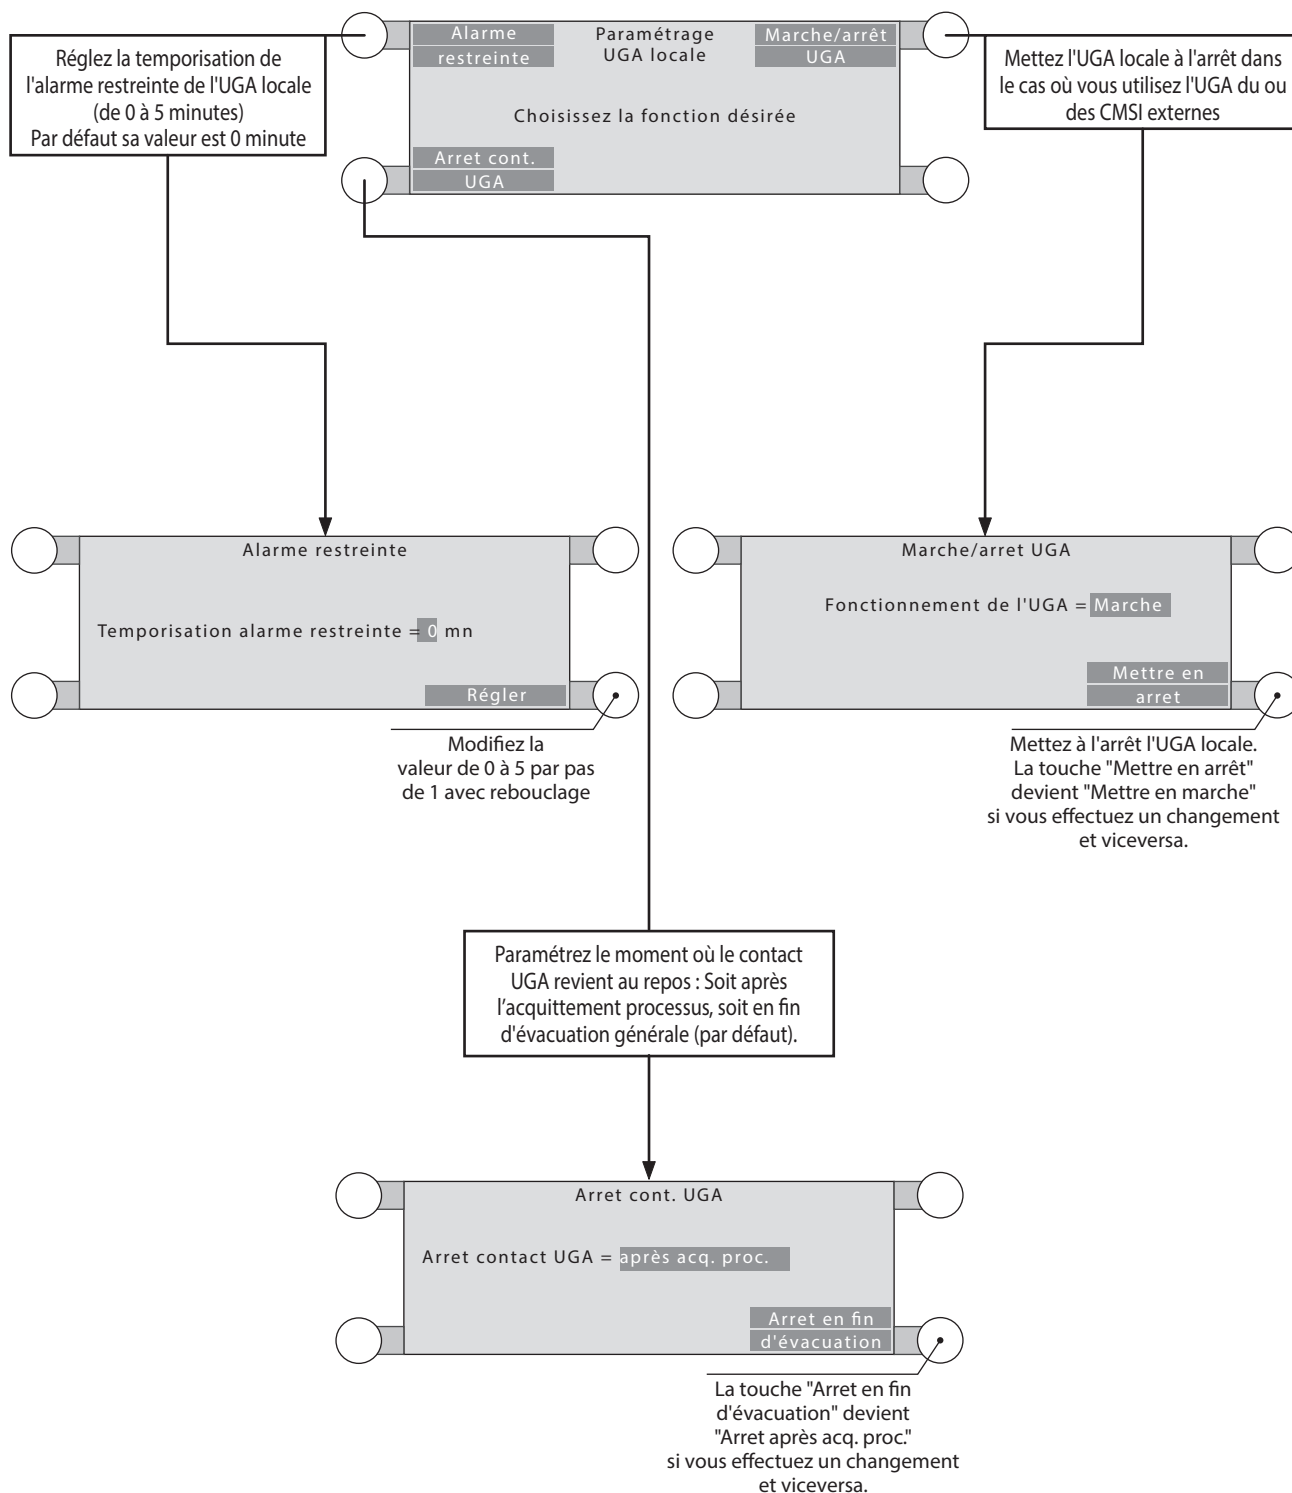 Réglez la temporisation de
l'alarme restreinte de l'UGA locale
(de 0 à 5 minutes)
Par défaut sa valeur est 0 minute
Alarme
restreinte
Paramétrage
UGA locale
Marche/arrêt
UGA
Choisissez la fonction désirée
Arret cont.
UGA
Mettez l'UGA locale à l'arrêt dans
le cas où vous utilisez l'UGA du ou
des CMSI externes
Alarme restreinte
Temporisation alarme restreinte = 0 mn
Régler
Modifiez la
valeur de 0 à 5 par pas
de 1 avec rebouclage
Marche/arret UGA
Fonctionnement de l'UGA = Marche
Mettre en
arret
Mettez à l'arrêt l'UGA locale.
La touche "Mettre en arrêt"
devient "Mettre en marche"
si vous effectuez un changement
et viceversa.
Paramétrez le moment où le contact
UGA revient au repos : Soit après
l’acquittement processus, soit en fin
d'évacuation générale (par défaut).
Arret cont. UGA
Arret contact UGA = après acq. proc.
Arret en fin
d'évacuation
La touche "Arret en fin
d'évacuation" devient
"Arret après acq. proc."
si vous effectuez un changement
et viceversa.